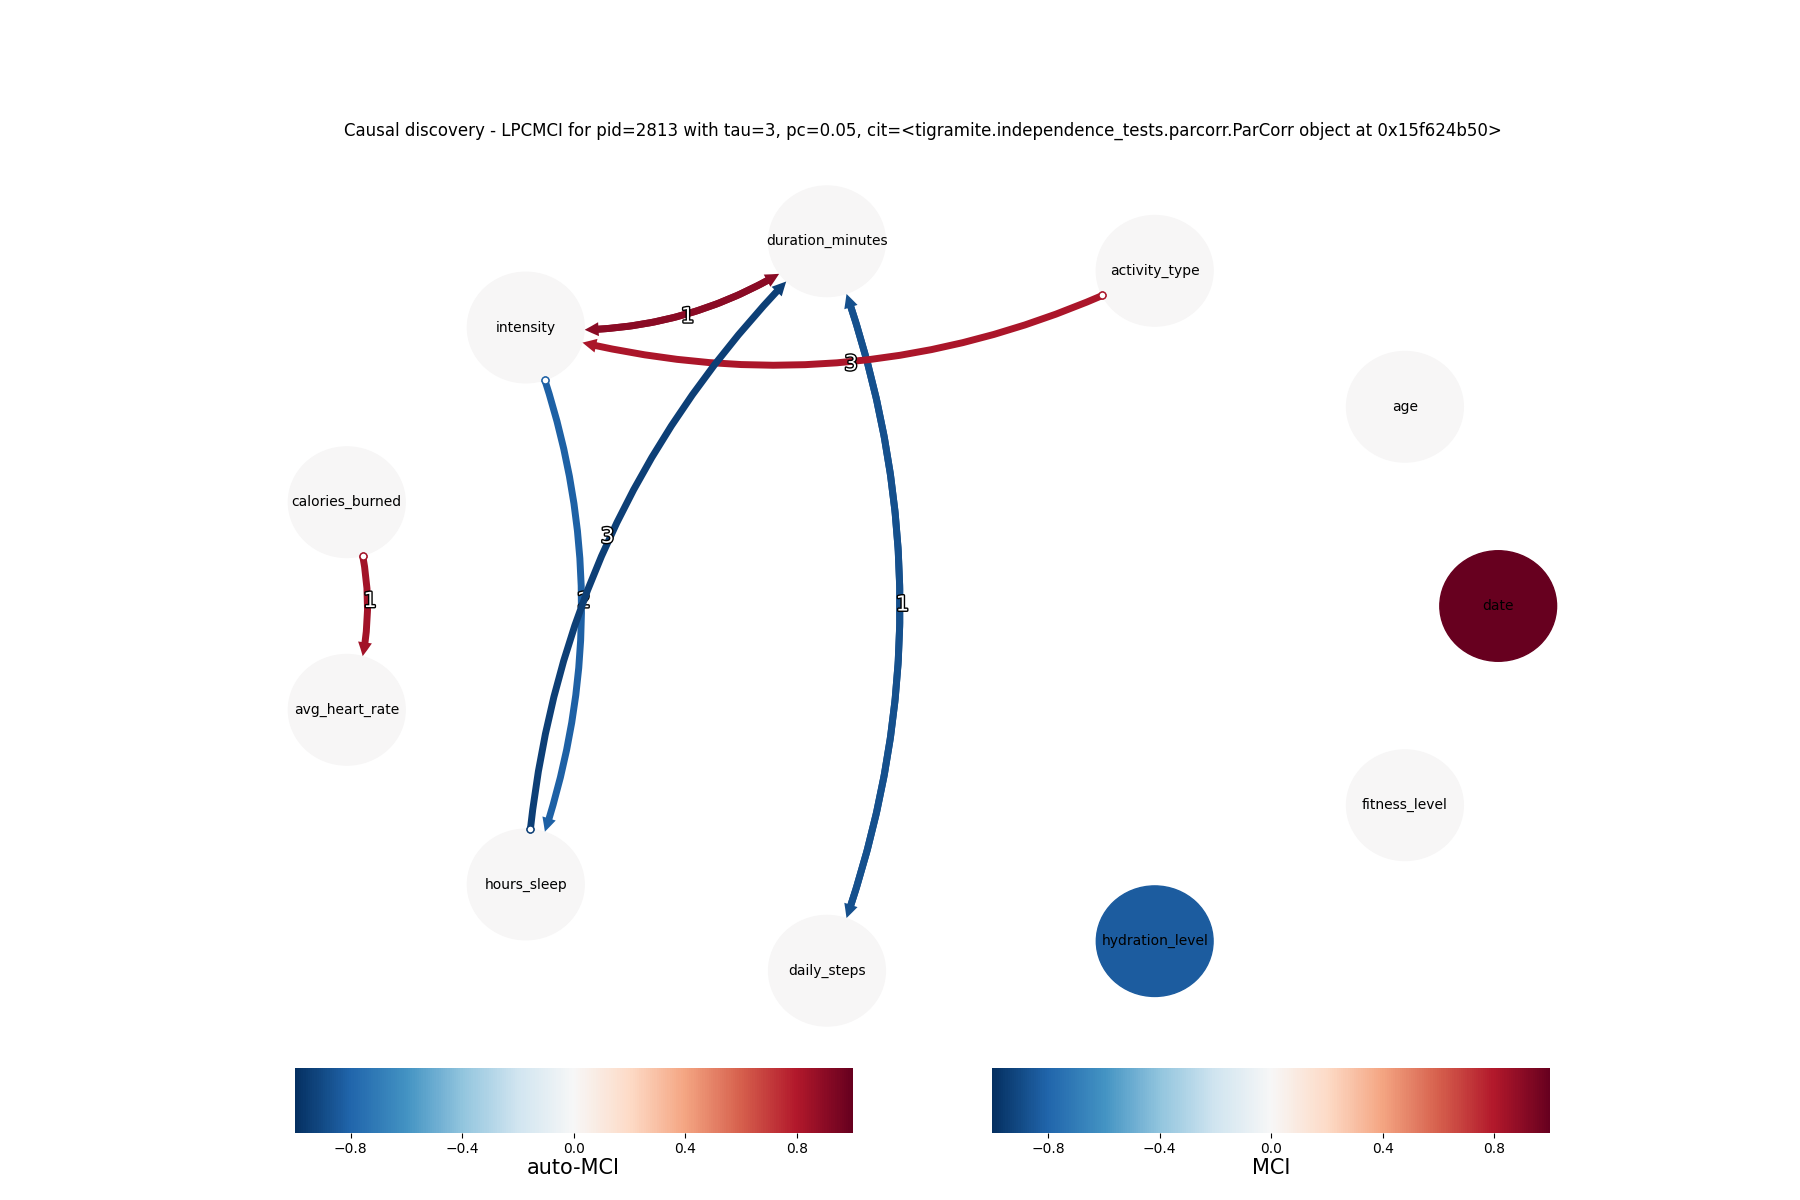 Causal discovery - LPCMCI for pid=2813 with tau=3, pc=0.05, cit=<tigramite.independence_tests.parcorr.ParCorr object at 0x15f624b50>
duration_minutes
activity_type
intensity
1
3
age
calories_burned
3
date
1
1
avg_heart_rate
fitness_level
hours_sleep
hydration_level
daily_steps
−0.8 −0.4 0.0 0.4 0.8
auto-MCI
−0.8 −0.4 0.0 0.4 0.8
MCI